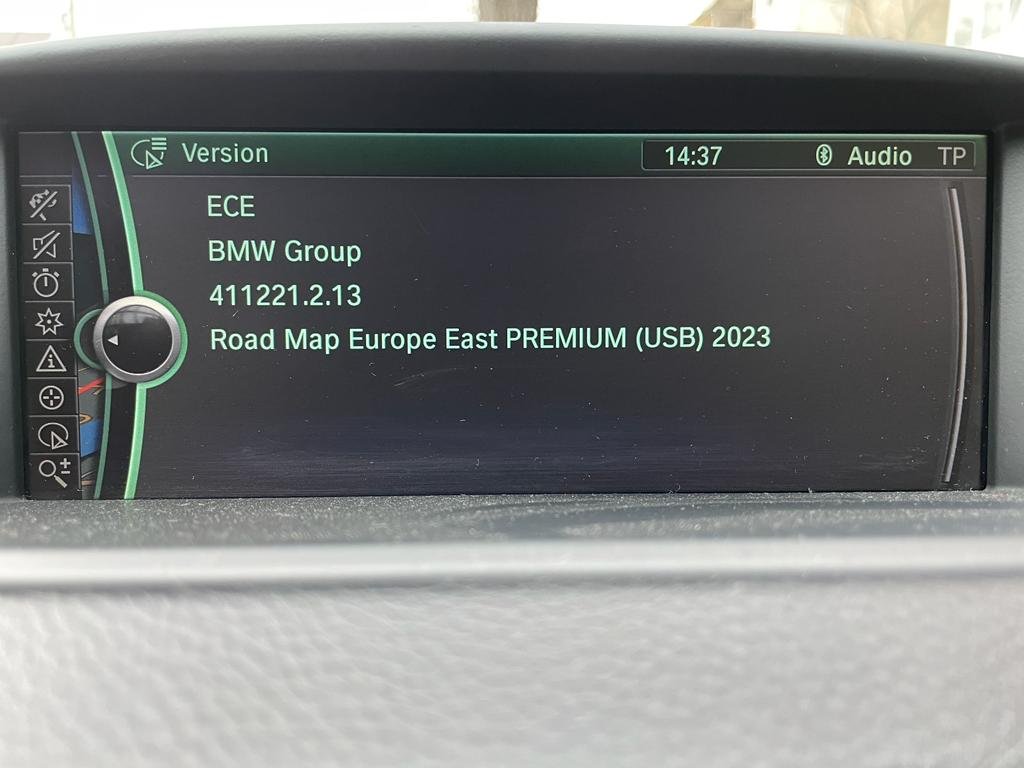 Version 14:37 Audio TP
ECE
BMW Group
411221.2.13
Road Map Europe East PREMIUM (USB) 2023